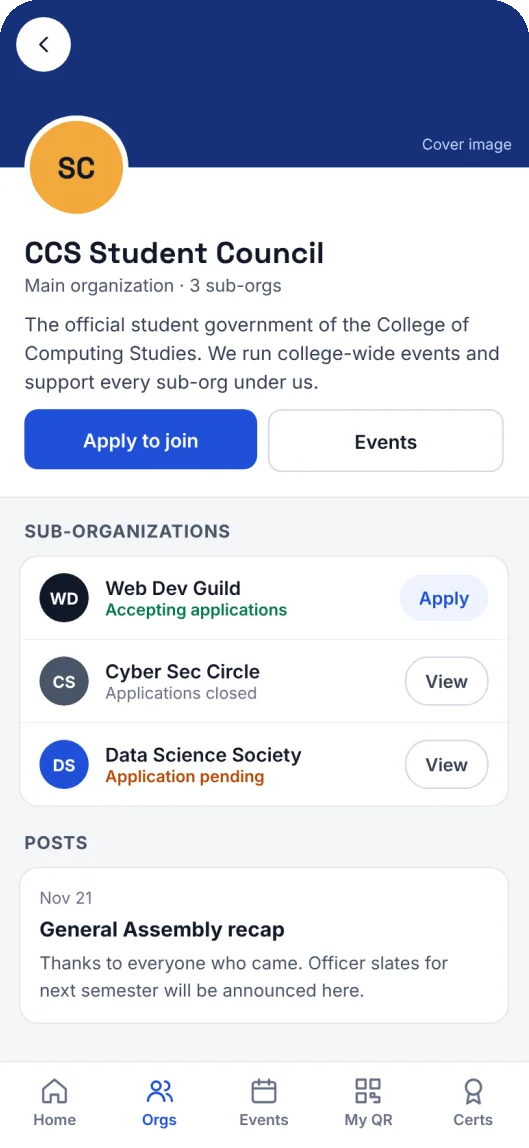 Cover image
SC
CCS Student Council
Main organization · 3 sub-orgs
The official student government of the College of
Computing Studies. We run college-wide events and
support every sub-org under us.
Apply to join
Events
SUB-ORGANIZATIONS
WD
Web Dev Guild
Accepting applications
Apply
CS
Cyber Sec Circle
Applications closed
View
DS
Data Science Society
Application pending
View
POSTS
Nov 21
General Assembly recap
Thanks to everyone who came. Officer slates for
next semester will be announced here.
Home
Orgs
Events
My QR
Certs